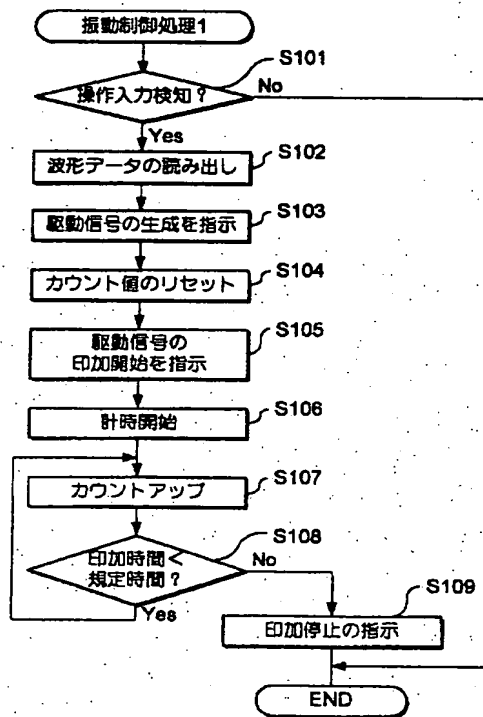 振動制御処理1
S101
操作入力検知?
No
Yes
S102
波形データの読み出し
S103
駆動信号の生成を指示
S104
カウント値のリセット
S105
駆動信号の
印加開始を指示
S106
計時開始
S107
カウントアップ
S108
印加時間<
規定時間?
No
Yes
S109
印加停止の指示
END